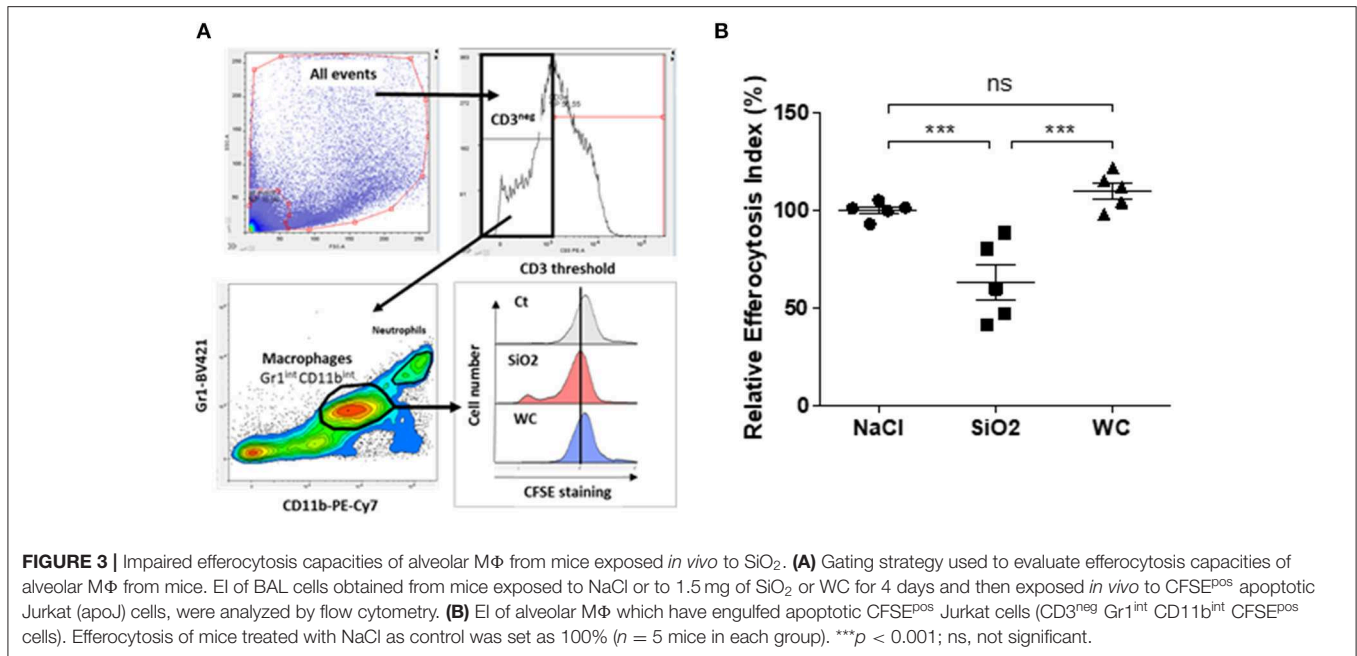 A
B
All events
CD3neg
CD3 threshold
50
100
150
200
250
Neutrophils
Macrophages
Gr1int CD11bint
Gr1-BV421
CD11b-PE-Cy7
Ct
SiO2
WC
Cell number
CFSE staining
ns
*** ***
150
100
50
0
Relative Efferocytosis Index (%)
NaCl SiO2 WC
FIGURE 3 | Impaired efferocytosis capacities of alveolar MΦ from mice exposed in vivo to SiO2. (A) Gating strategy used to evaluate efferocytosis capacities of
alveolar MΦ from mice. EI of BAL cells obtained from mice exposed to NaCl or to 1.5 mg of SiO2 or WC for 4 days and then exposed in vivo to CFSEpos apoptotic
Jurkat (apoJ) cells, were analyzed by flow cytometry. (B) EI of alveolar MΦ which have engulfed apoptotic CFSEpos Jurkat cells (CD3neg Gr1int CD11bint CFSEpos
cells). Efferocytosis of mice treated with NaCl as control was set as 100% (n = 5 mice in each group). ***p < 0.001; ns, not significant.